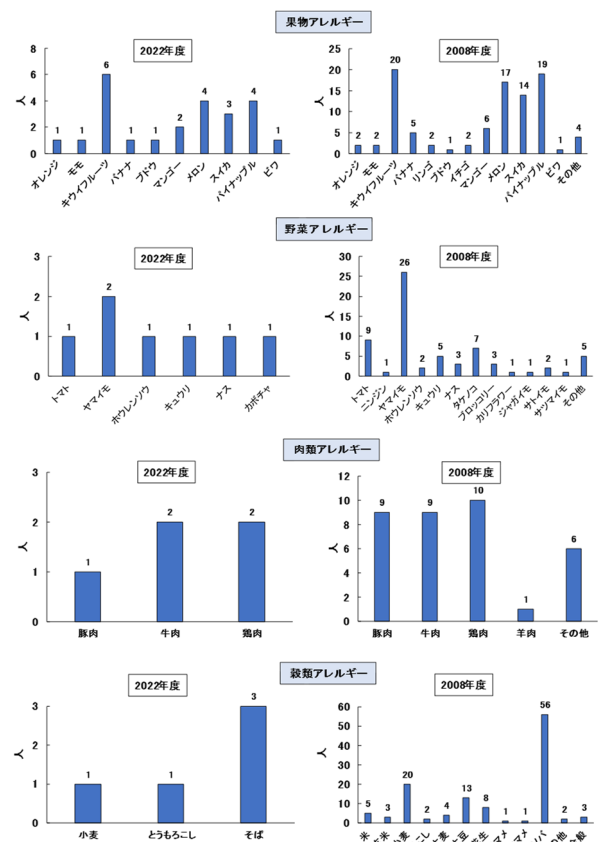 果物アレルギー
2022年度
人
8
6
4
2
0
1 1 6 1 1 2 4 3 4 1
オレンジ モモ キウイフルーツ バナナ ブドウ マンゴー メロン スイカ パイナップル ビワ
2008年度
人
25
20
15
10
5
0
2 2 20 5 2 1 2 6 17 14 19 1 4
オレンジ モモ キウイフルーツ バナナ リンゴ ブドウ イチゴ マンゴー メロン スイカ パイナップル ビワ その他
野菜アレルギー
2022年度
人
3
2
1
0
1 2 1 1 1 1
トマト ヤマイモ ホウレンソウ キュウリ ナス カボチャ
2008年度
人
30
25
20
15
10
5
0
9 1 26 2 5 3 7 3 1 1 2 1 5
トマト ニンジン ヤマイモ ホウレンソウ キュウリ ナス タケノコ ブロッコリー カリフラワー ジャガイモ サトイモ サツマイモ その他
肉類アレルギー
2022年度
人
3
2
1
0
1 2 2
豚肉 牛肉 鶏肉
2008年度
人
12
10
8
6
4
2
0
9 9 10 1 6
豚肉 牛肉 鶏肉 羊肉 その他
穀類アレルギー
2022年度
人
3
2
1
0
1 1 3
小麦 とうもろこし そば
2008年度
人
60
50
40
30
20
10
0
5 3 20 2 4 13 8 1 1 56 2 3
米 米 小麦 こし 麦 豆 生 マメ マメ バ 他 般